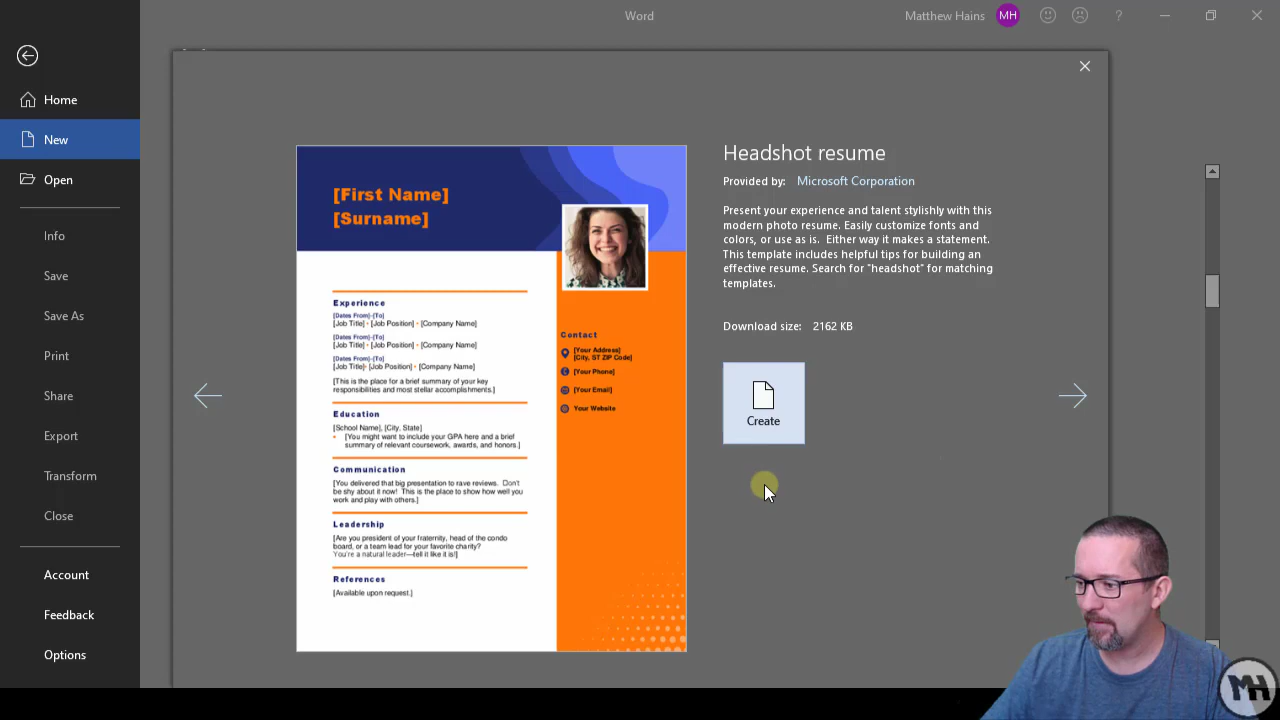 Word
Matthew Hains MH
?
Home
New
Open
Info
Save
Save As
Print
Share
Export
Transform
Close
Account
Feedback
Options
[First Name]
[Surname]
Experience
[Dates From]-[To]
[Job Title] • [Job Position] • [Company Name]
[Dates From]-[To]
[Job Title] • [Job Position] • [Company Name]
[Dates From]-[To]
[Job Title]• [Job Position] • [Company Name]
[This is the place for a brief summary of your key
responsibilities and most stellar accomplishments.]
Education
[School Name], [City, State]
• [You might want to include your GPA here and a brief
summary of relevant coursework, awards, and honors.]
Communication
[You delivered that big presentation to rave reviews. Don't
be shy about it now! This is the place to show how well you
work and play with others.]
Leadership
[Are you president of your fraternity, head of the condo
board, or a team lead for your favorite charity?
You're a natural leader—tell it like it is!]
References
[Available upon request.]
Contact
[Your Address]
[City, ST ZIP Code]
[Your Phone]
[Your Email]
Your Website
Headshot resume
Provided by: Microsoft Corporation
Present your experience and talent stylishly with this
modern photo resume. Easily customize fonts and
colors, or use as is. Either way it makes a statement.
This template includes helpful tips for building an
effective resume. Search for "headshot" for matching
templates.
Download size: 2162 KB
Create
MH